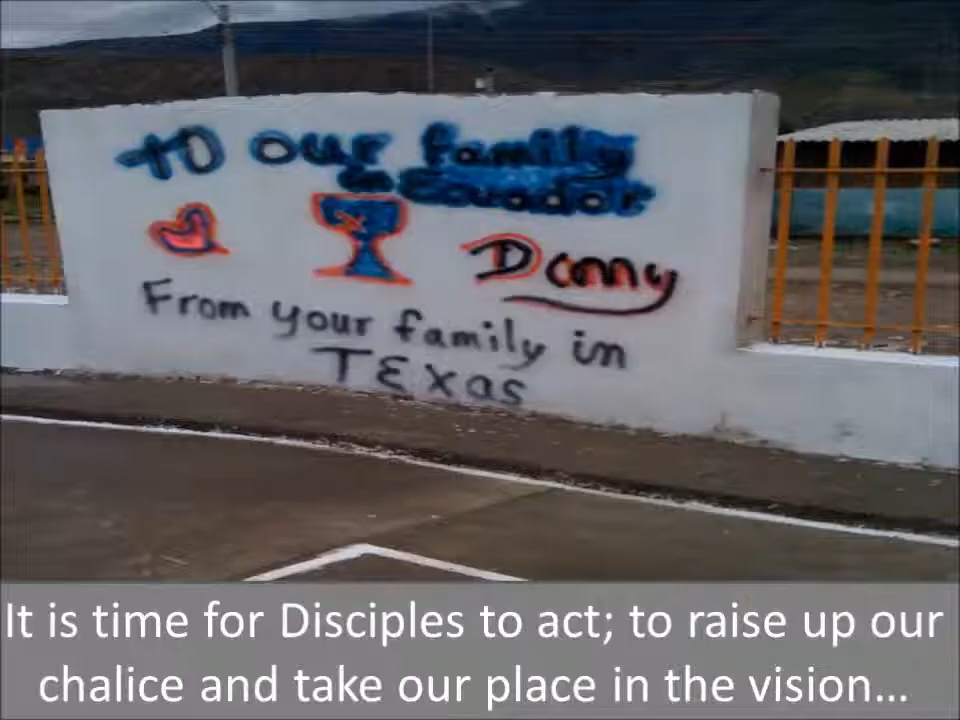 to our family
in Ecuador
Danny
From your family in
TExas
It is time for Disciples to act; to raise up our
chalice and take our place in the vision…